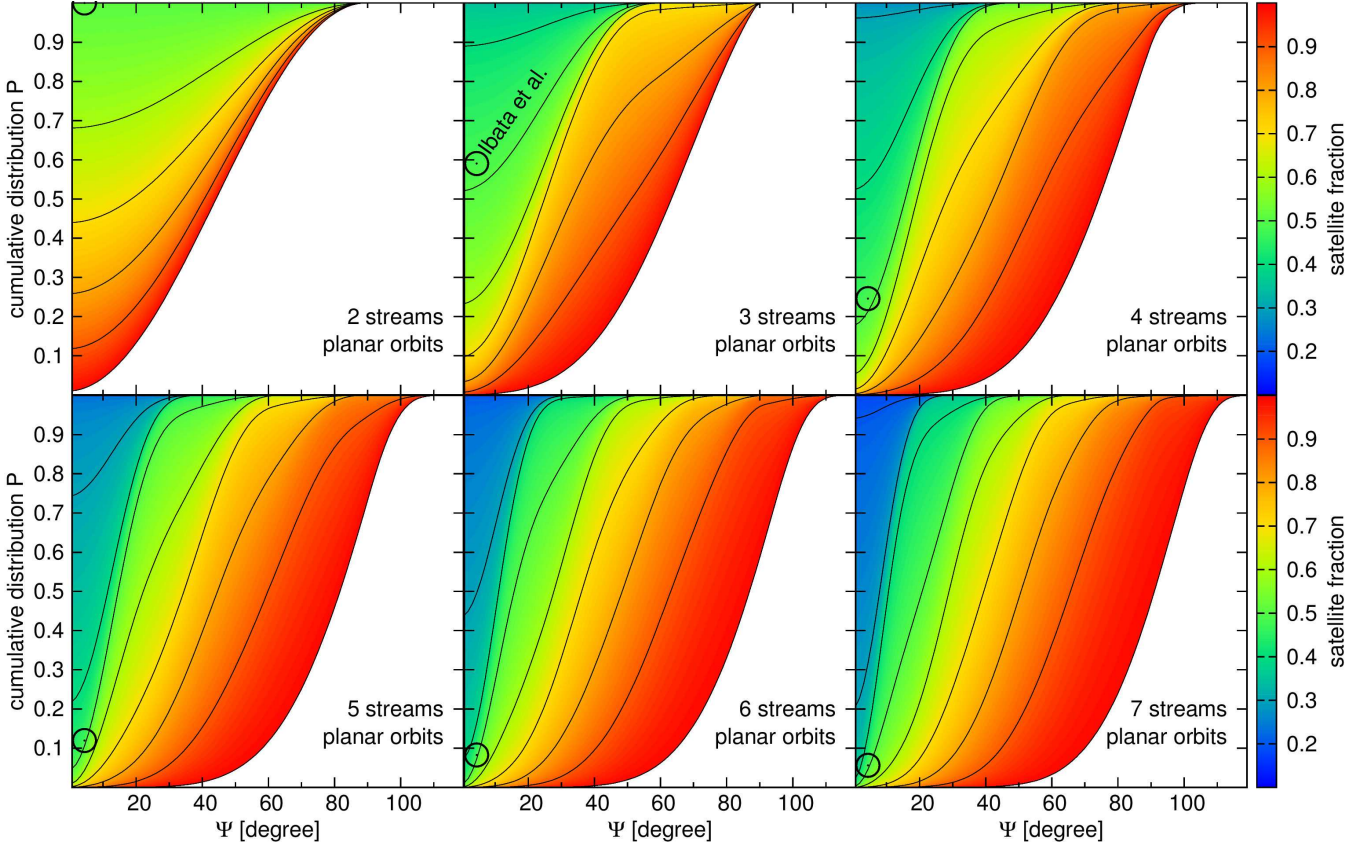 cumulative distribution P
0.9
0.8
0.7
0.6
0.5
0.4
0.3
0.2
0.1
2 streams
planar orbits
Ibata et al.
3 streams
planar orbits
4 streams
planar orbits
0.9
0.8
0.7
0.6
0.5
0.4
0.3
0.2
satellite fraction
cumulative distribution P
0.9
0.8
0.7
0.6
0.5
0.4
0.3
0.2
0.1
5 streams
planar orbits
6 streams
planar orbits
7 streams
planar orbits
0.9
0.8
0.7
0.6
0.5
0.4
0.3
0.2
satellite fraction
20 40 60 80 100
Ψ [degree]
20 40 60 80 100
Ψ [degree]
20 40 60 80 100
Ψ [degree]